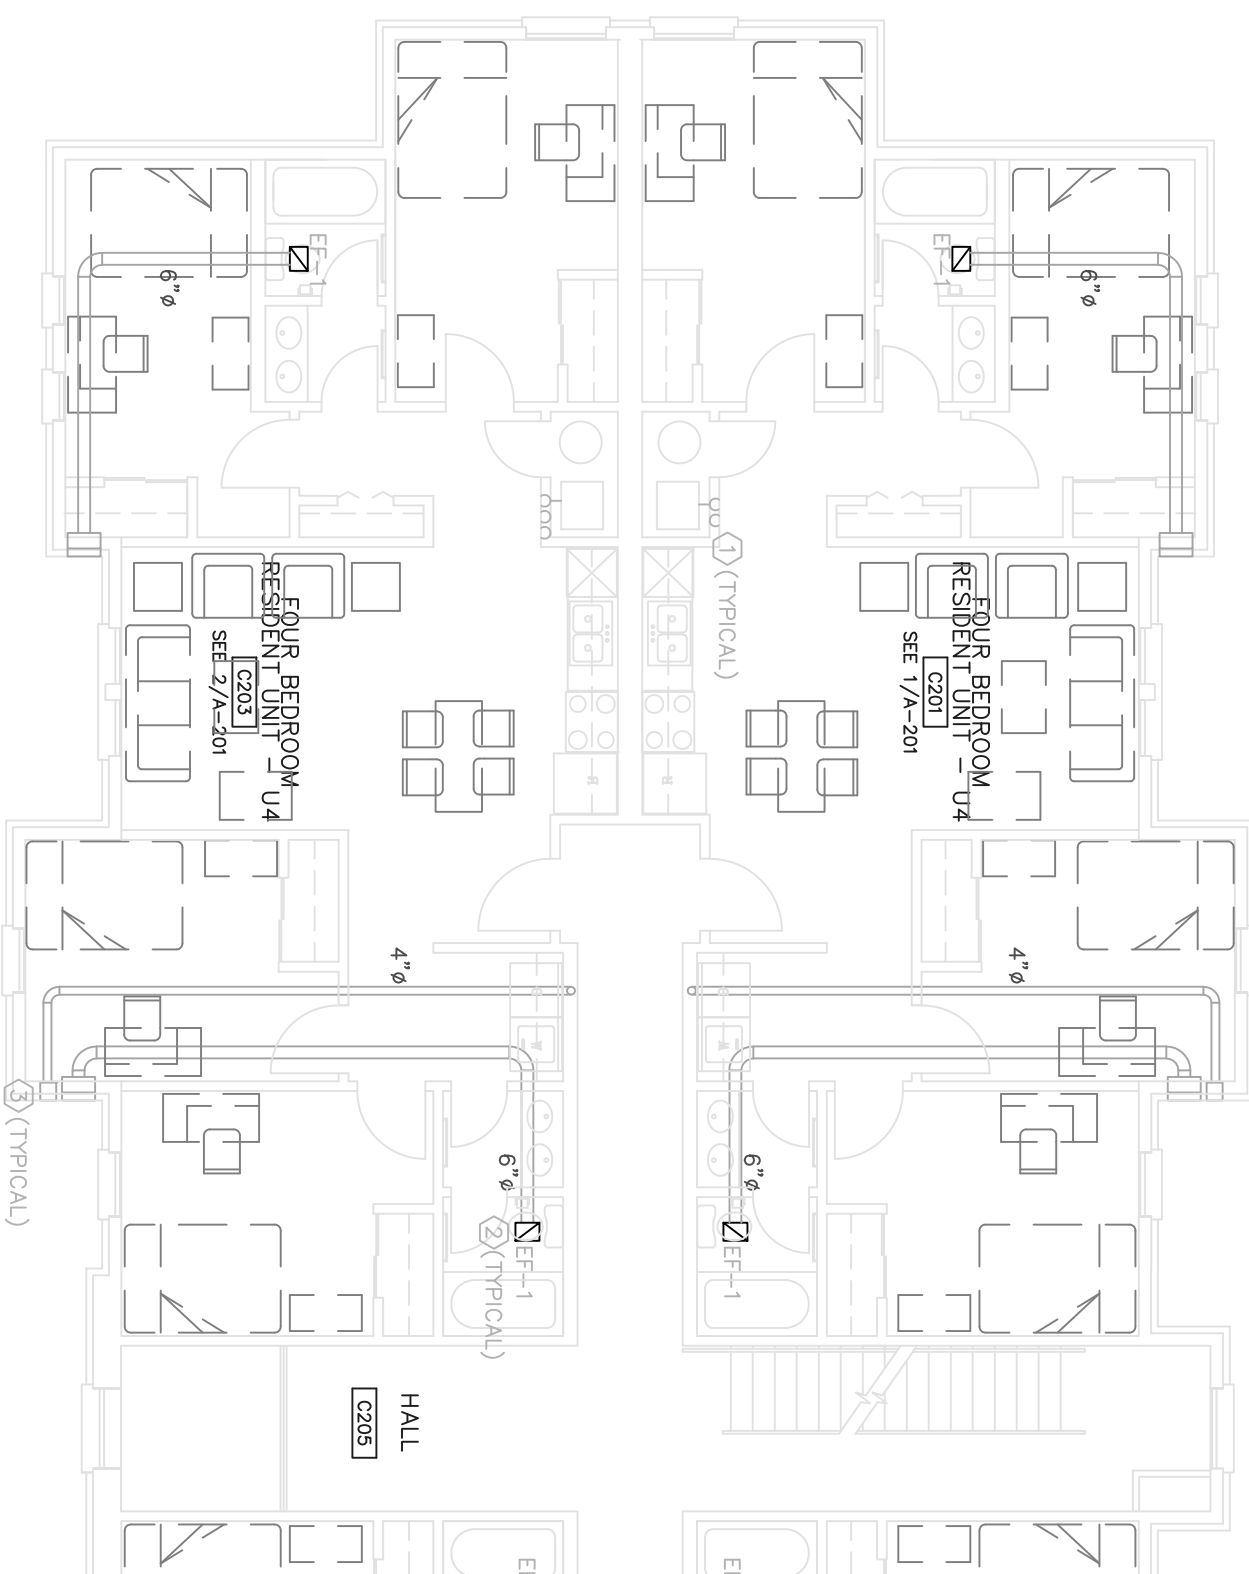 EF-1
6"ø
EF-1
6"ø
1 (TYPICAL)
FOUR BEDROOM
RESIDENT UNIT - U4
C203
SEE 2/A-201
FOUR BEDROOM
RESIDENT UNIT - U4
C201
SEE 1/A-201
4"ø
4"ø
R
R
D
W
D
W
3 (TYPICAL)
6"ø
2 (TYPICAL)
EF-1
6"ø
EF-1
HALL
C205